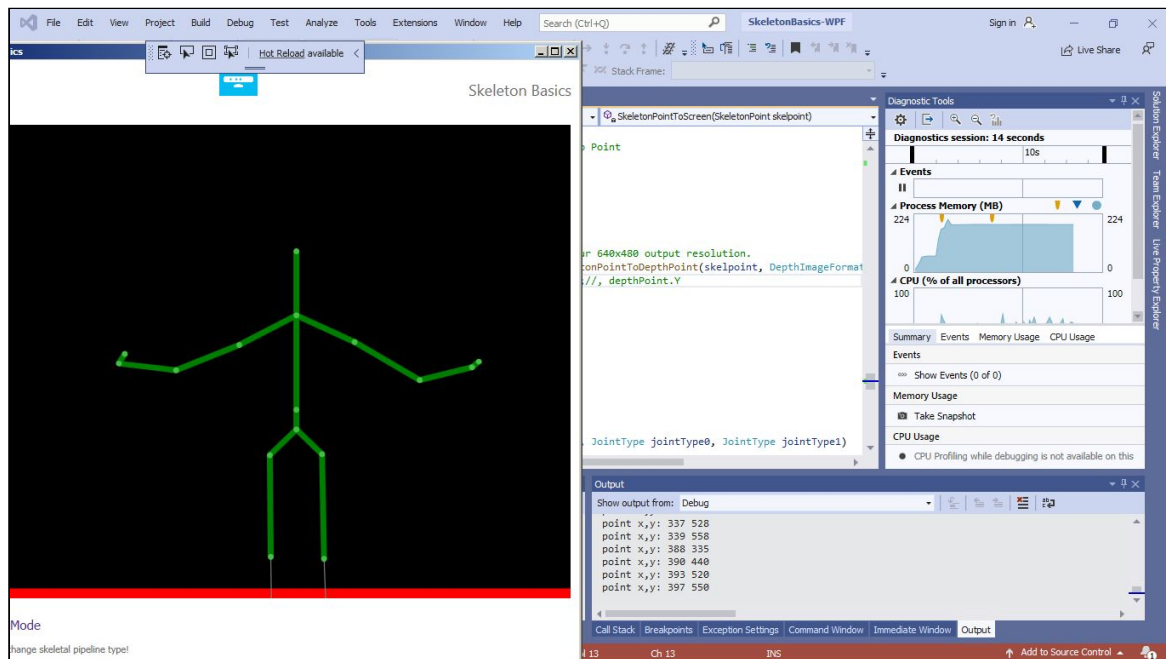 File Edit View Project Build Debug Test Analyze Tools Extensions Window Help Search (Ctrl+Q) SkeletonBasics-WPF Sign in
ics
Hot Reload available
Live Share
Stack Frame:
Skeleton Basics
SkeletonPointToScreen(SkeletonPoint skelpoint)
Point
ur 640x480 output resolution.
tonPointToDepthPoint(skelpoint, DepthImageFormat
://, depthPoint.Y
JointType jointType0, JointType jointType1)
Diagnostic Tools
Diagnostics session: 14 seconds
10s
Events
Process Memory (MB)
224 224
0 0
CPU (% of all processors)
100 100
Summary Events Memory Usage CPU Usage
Events
Show Events (0 of 0)
Memory Usage
Take Snapshot
CPU Usage
CPU Profiling while debugging is not available on this
Solution Explorer
Team Explorer
Live Property Explorer
Output
Show output from: Debug
point x,y: 337 528
point x,y: 339 558
point x,y: 388 335
point x,y: 390 440
point x,y: 393 520
point x,y: 397 550
Call Stack Breakpoints Exception Settings Command Window Immediate Window Output
Mode
change skeletal pipeline type!
13 Ch 13 INS Add to Source Control